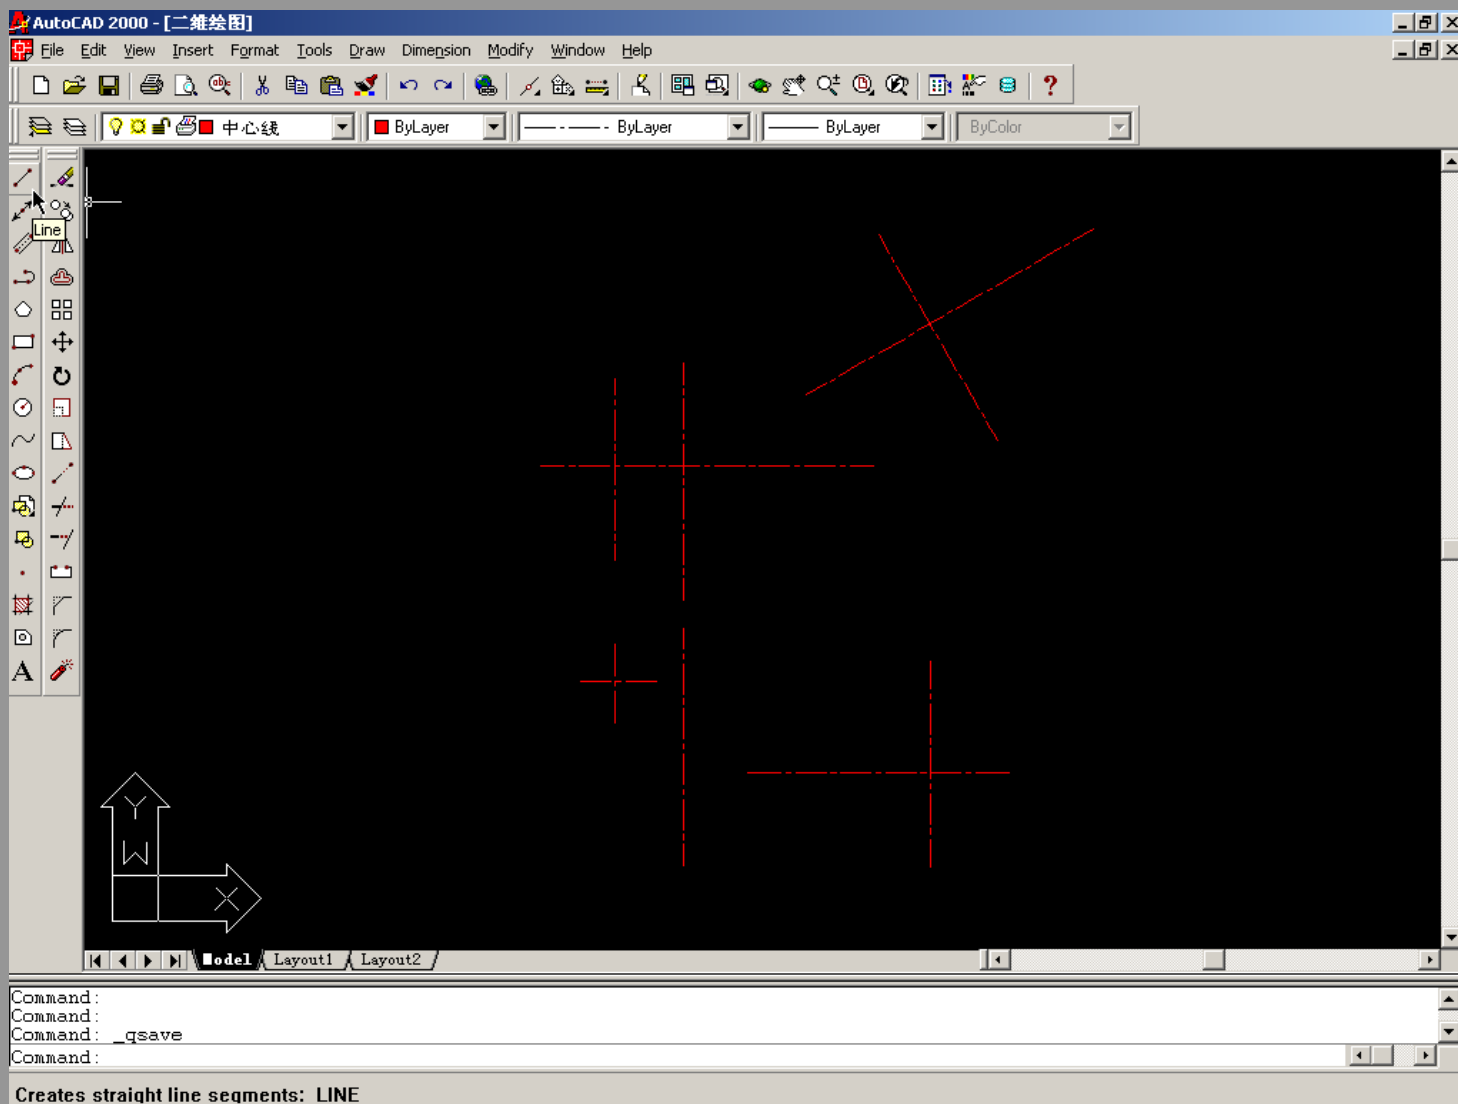 AutoCAD 2000 - [二维绘图]
File Edit View Insert Format Tools Draw Dimension Modify Window Help
中心线 ByLayer ByLayer ByLayer ByColor
Line
A
Y
W
X
Model Layout1 Layout2
Command:
Command:
Command: _qsave
Command:
Creates straight line segments: LINE